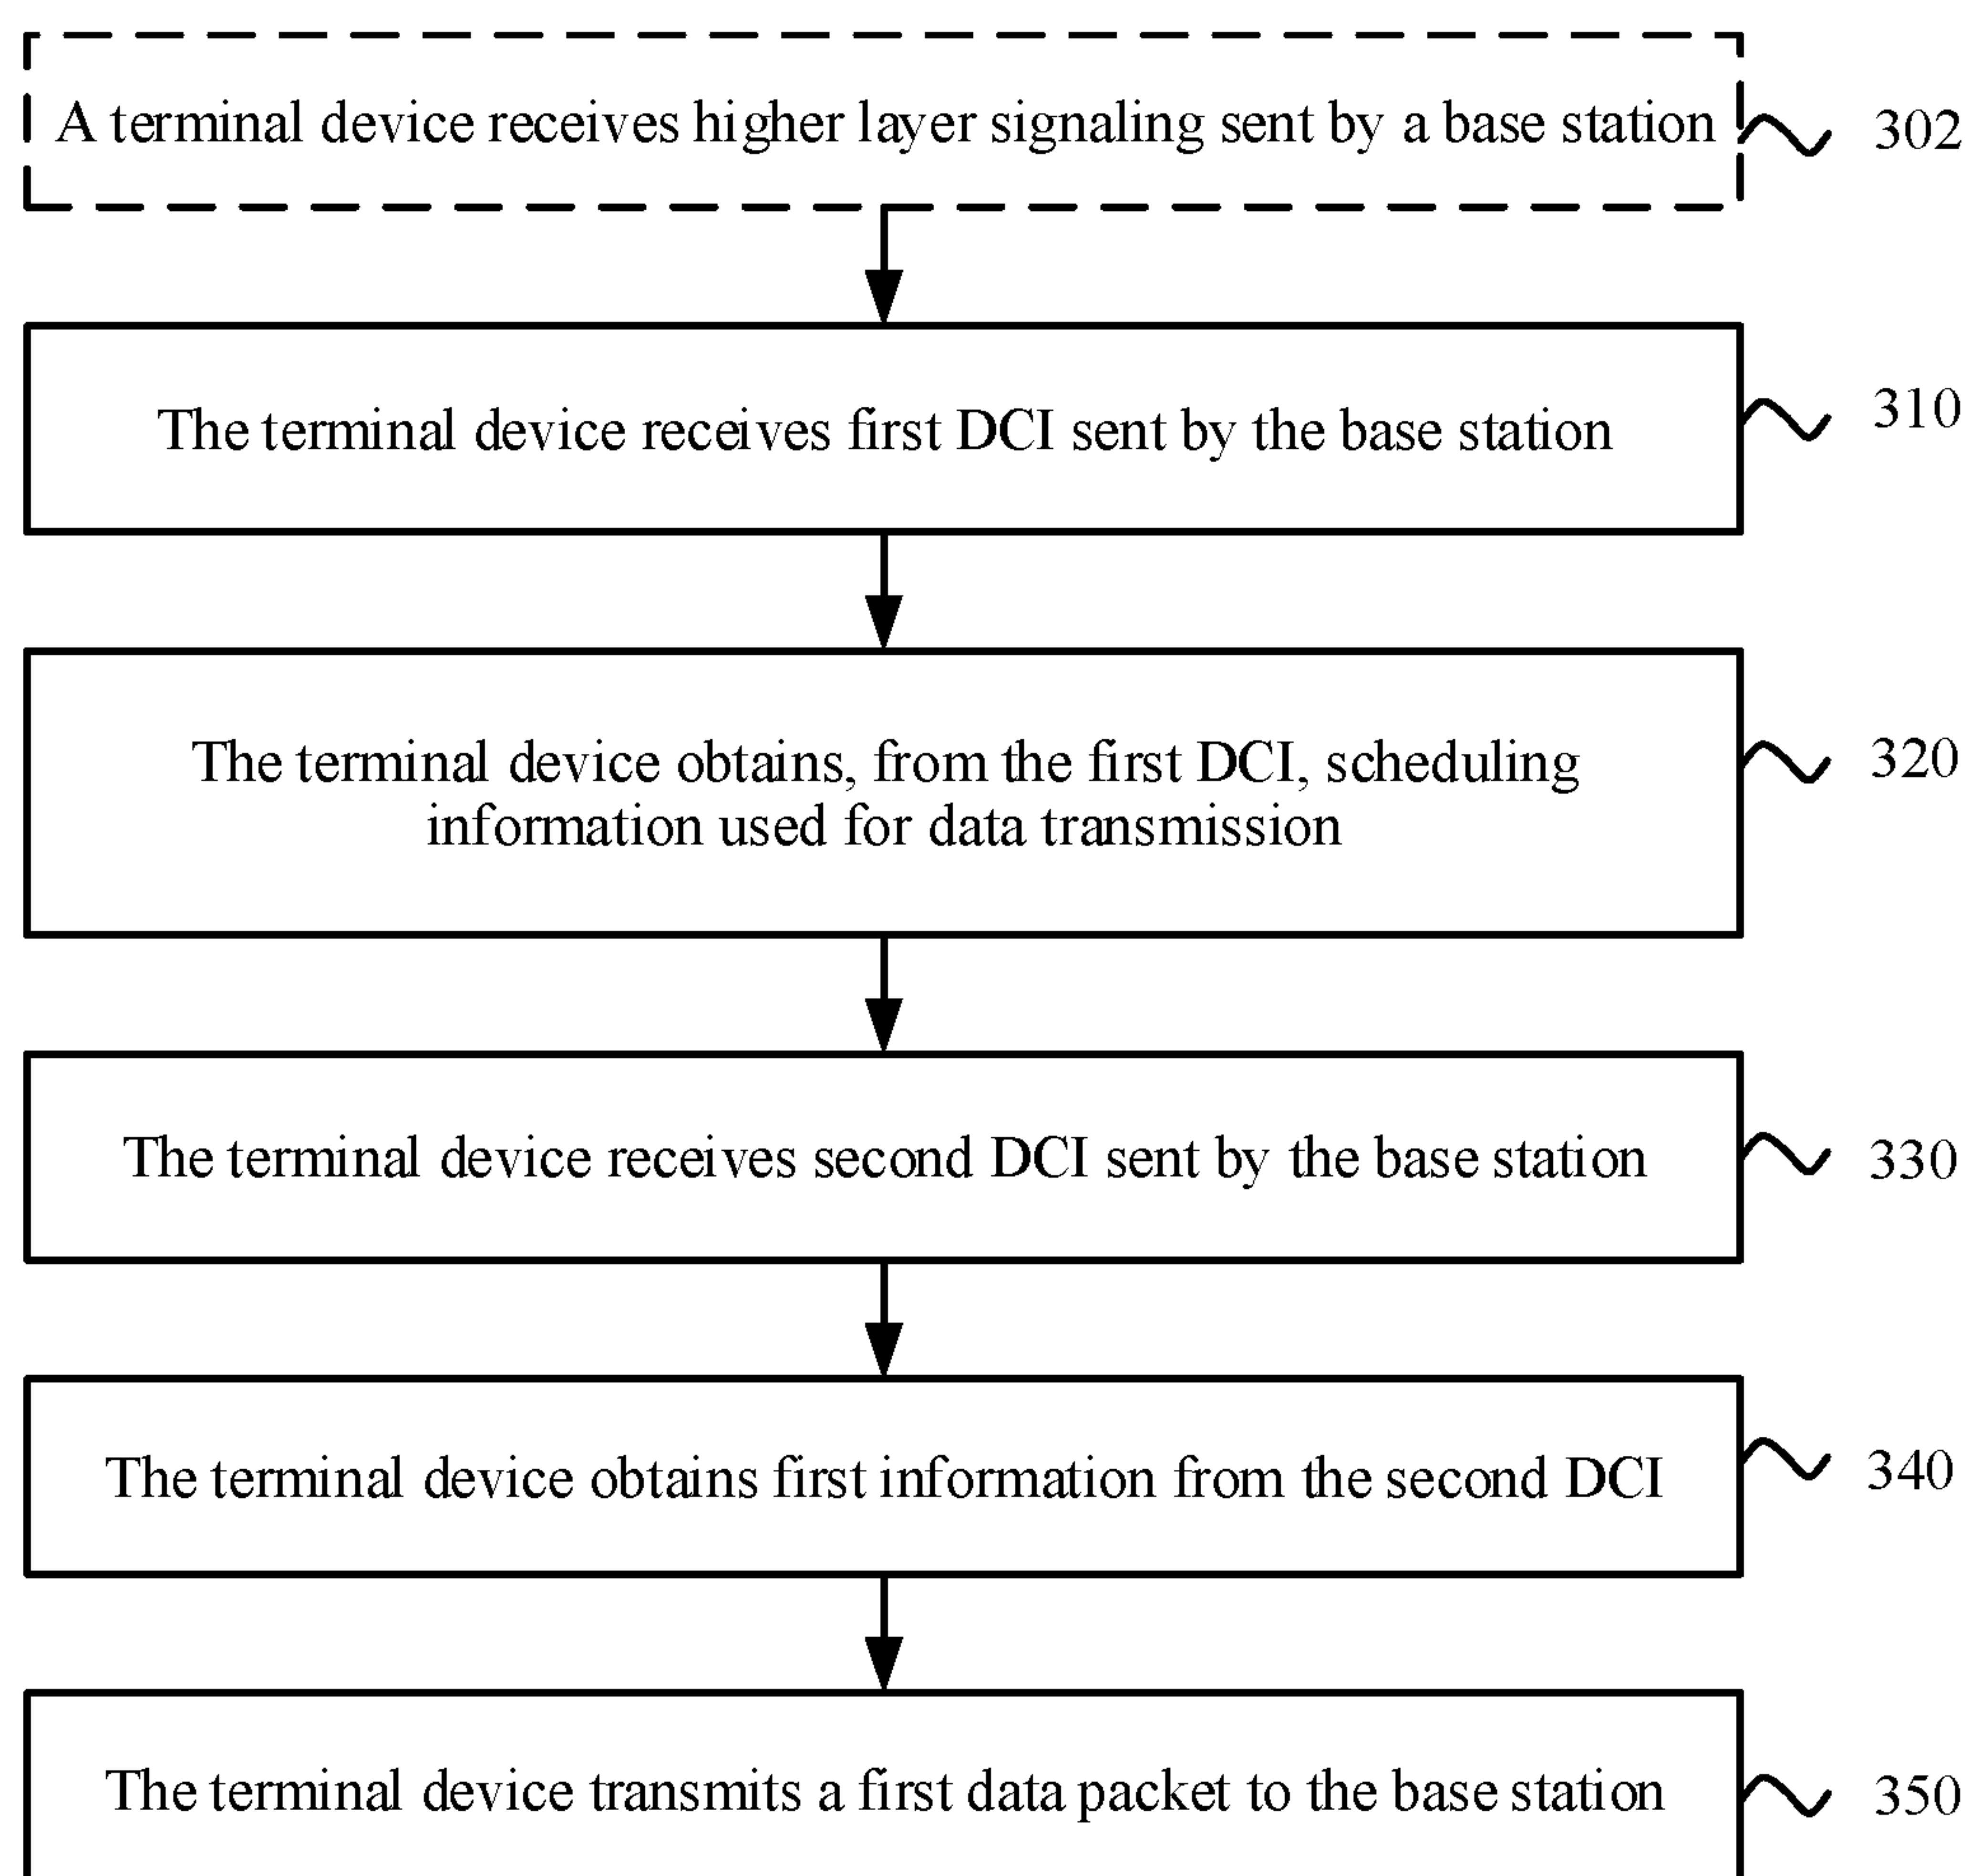 A terminal device receives higher layer signaling sent by a base station
302
The terminal device receives first DCI sent by the base station
310
The terminal device obtains, from the first DCI, scheduling
information used for data transmission
320
The terminal device receives second DCI sent by the base station
330
The terminal device obtains first information from the second DCI
340
The terminal device transmits a first data packet to the base station
350